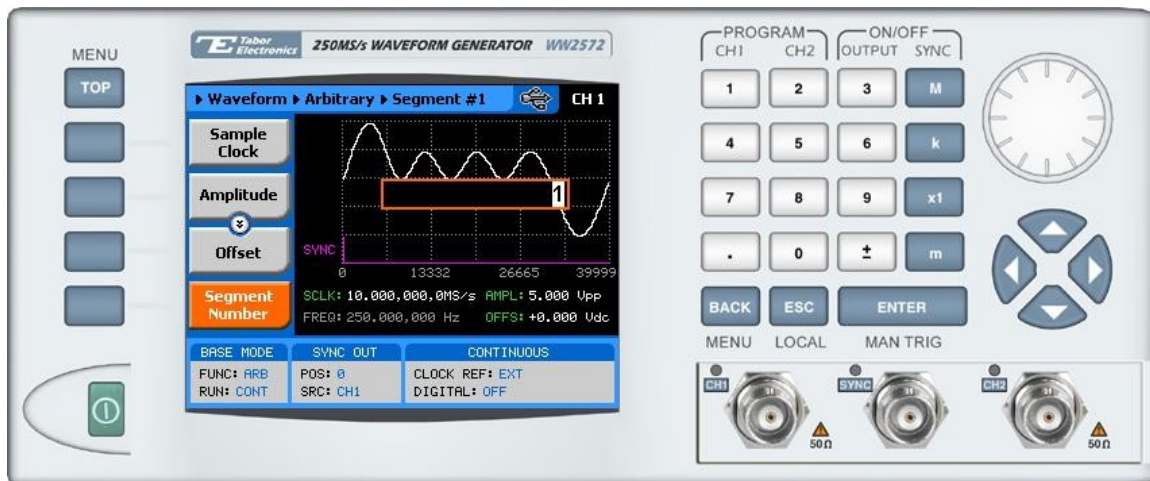 MENU
TOP
Tabor Electronics 250MS/s WAVEFORM GENERATOR WW2572
Waveform Arbitrary Segment #1 CH 1
Sample
Clock
Amplitude
Offset
Segment
Number
1
SYNC
0 13332 26665 39999
SCLK: 10.000,000,0MS/s AMPL: 5.000 Vpp
FREQ: 250.000,000 Hz OFFS: +0.000 Vdc
BASE MODE SYNC OUT CONTINUOUS
FUNC: ARB POS: 0 CLOCK REF: EXT
RUN: CONT SRC: CH1 DIGITAL: OFF
PROGRAM ON/OFF
CH1 CH2 OUTPUT SYNC
1 2 3 M
4 5 6 k
7 8 9 x1
. 0 ± m
BACK ESC ENTER
MENU LOCAL MAN TRIG
CH1 SYNC CH2
50Ω 50Ω